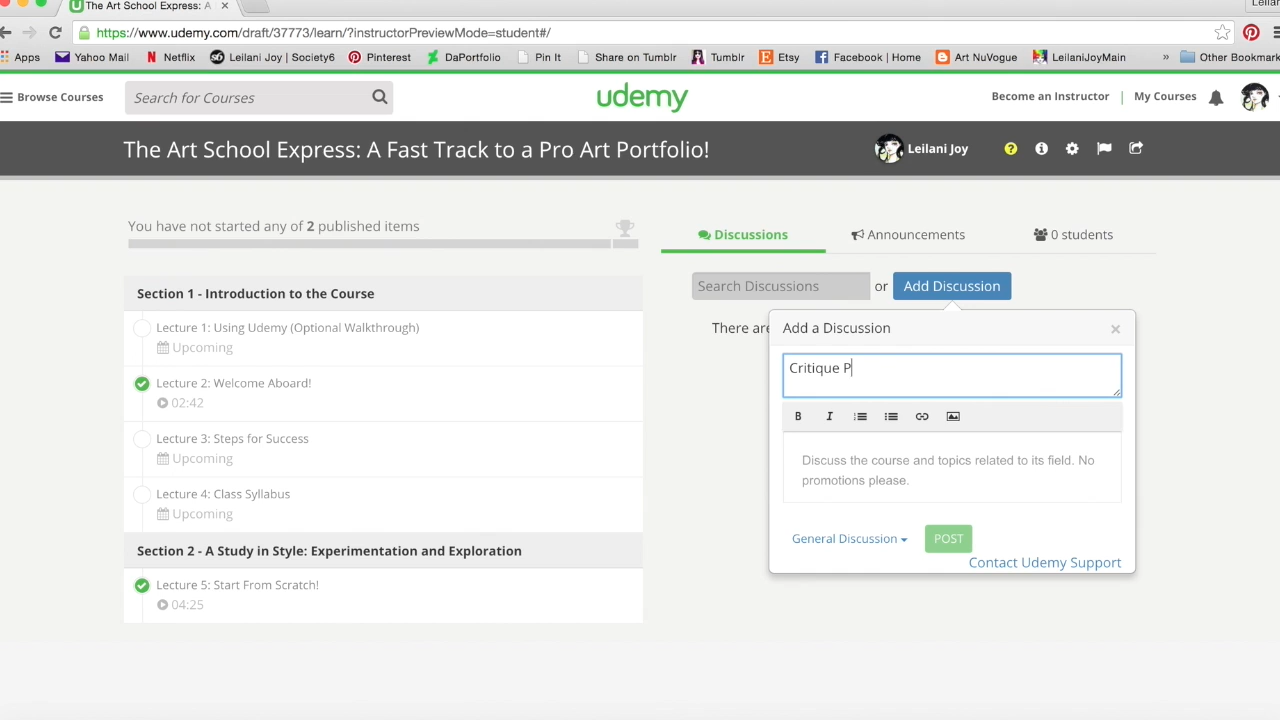 The Art School Express: A
Leilani
https://www.udemy.com/draft/37773/learn/?instructorPreviewMode=student#/
Apps Yahoo Mail Netflix Leilani Joy | Society6 Pinterest DaPortfolio Pin It Share on Tumblr Tumblr Etsy Facebook | Home Art NuVogue LeilaniJoyMain » Other Bookmark
Browse Courses Search for Courses udemy Become an Instructor | My Courses
The Art School Express: A Fast Track to a Pro Art Portfolio! Leilani Joy
You have not started any of 2 published items
Discussions Announcements 0 students
Section 1 - Introduction to the Course
Search Discussions or Add Discussion
Lecture 1: Using Udemy (Optional Walkthrough)
Upcoming
There are
Add a Discussion ×
Critique P
Lecture 2: Welcome Aboard!
02:42
B I
Lecture 3: Steps for Success
Upcoming
Discuss the course and topics related to its field. No
promotions please.
Lecture 4: Class Syllabus
Upcoming
General Discussion POST
Contact Udemy Support
Section 2 - A Study in Style: Experimentation and Exploration
Lecture 5: Start From Scratch!
04:25